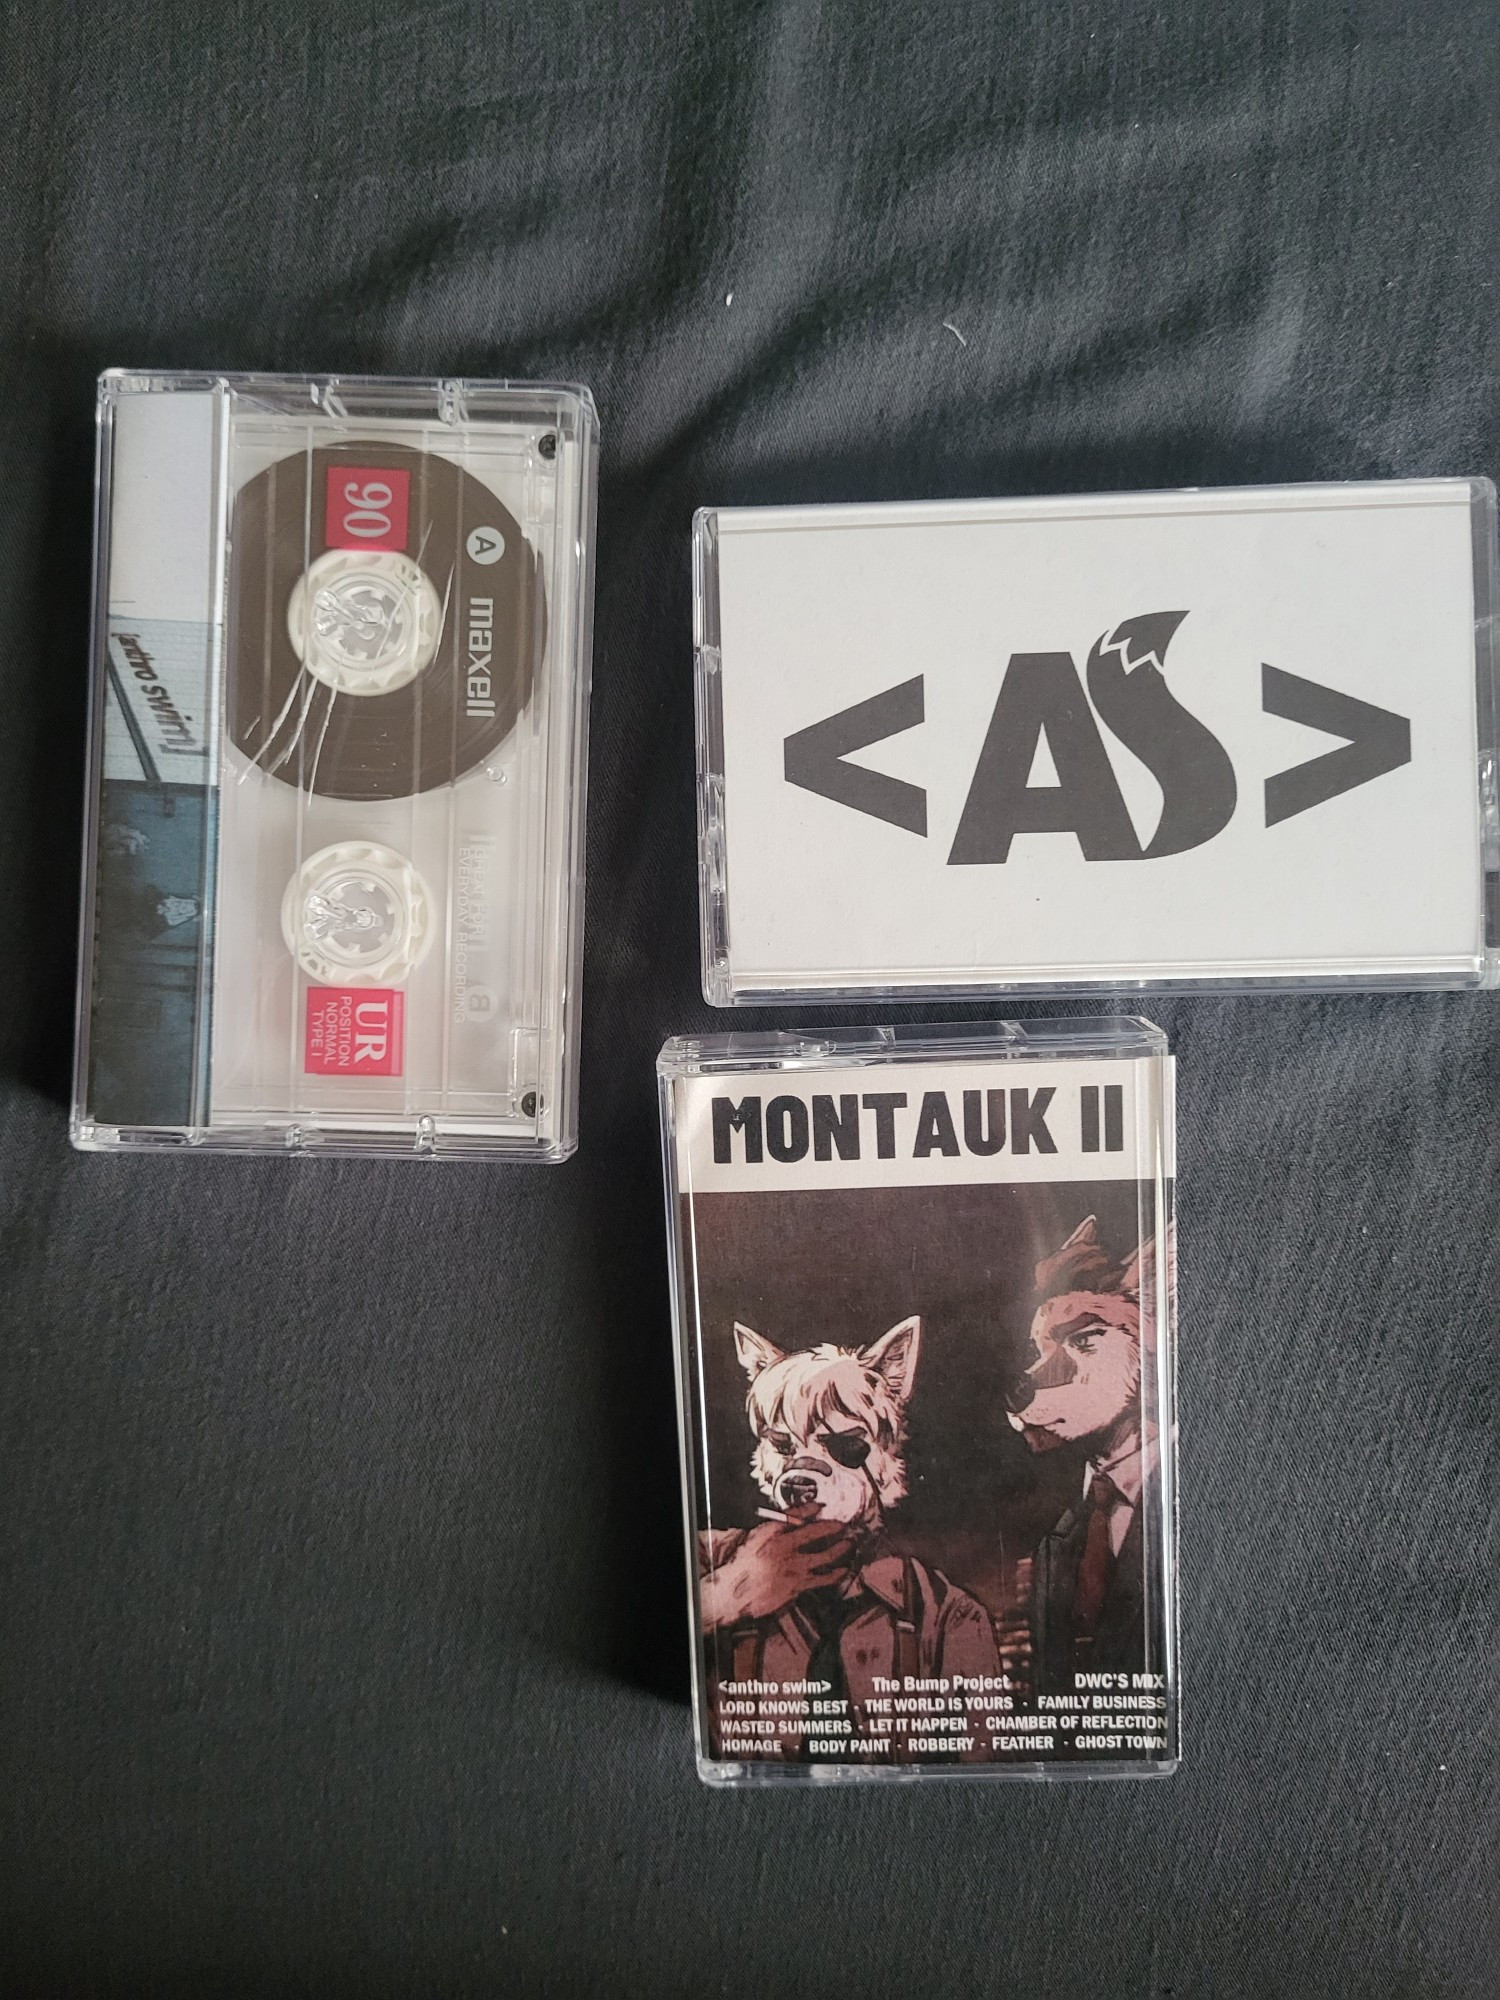 90
A
maxell
GREAT FOR
EVERYDAY RECORDING
UR
POSITION
NORMAL
TYPE I
<AS>
MONTAUK II
<anthro swim> The Bump Project DWC'S MIX
LORD KNOWS BEST · THE WORLD IS YOURS · FAMILY BUSINESS
WASTED SUMMERS · LET IT HAPPEN · CHAMBER OF REFLECTION
HOMAGE · BODY PAINT · ROBBERY · FEATHER · GHOST TOWN